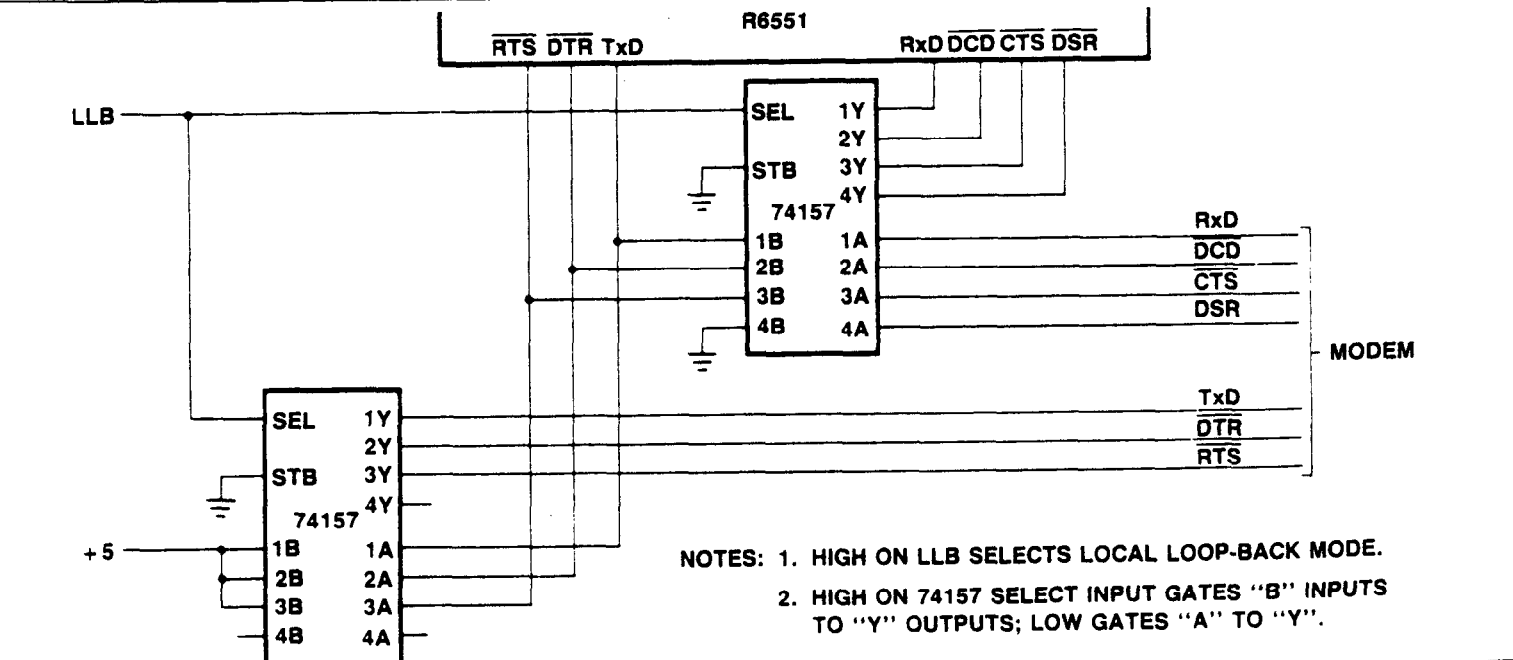 R6551
RTS DTR TxD RxD DCD CTS DSR
LLB
SEL 1Y
2Y
STB 3Y
4Y
74157
1B 1A
2B 2A
3B 3A
4B 4A
RxD
DCD
CTS
DSR
MODEM
TxD
DTR
RTS
SEL 1Y
2Y
STB 3Y
4Y
74157
+5
1B 1A
2B 2A
3B 3A
4B 4A
NOTES: 1. HIGH ON LLB SELECTS LOCAL LOOP-BACK MODE.
2. HIGH ON 74157 SELECT INPUT GATES "B" INPUTS
TO "Y" OUTPUTS; LOW GATES "A" TO "Y".